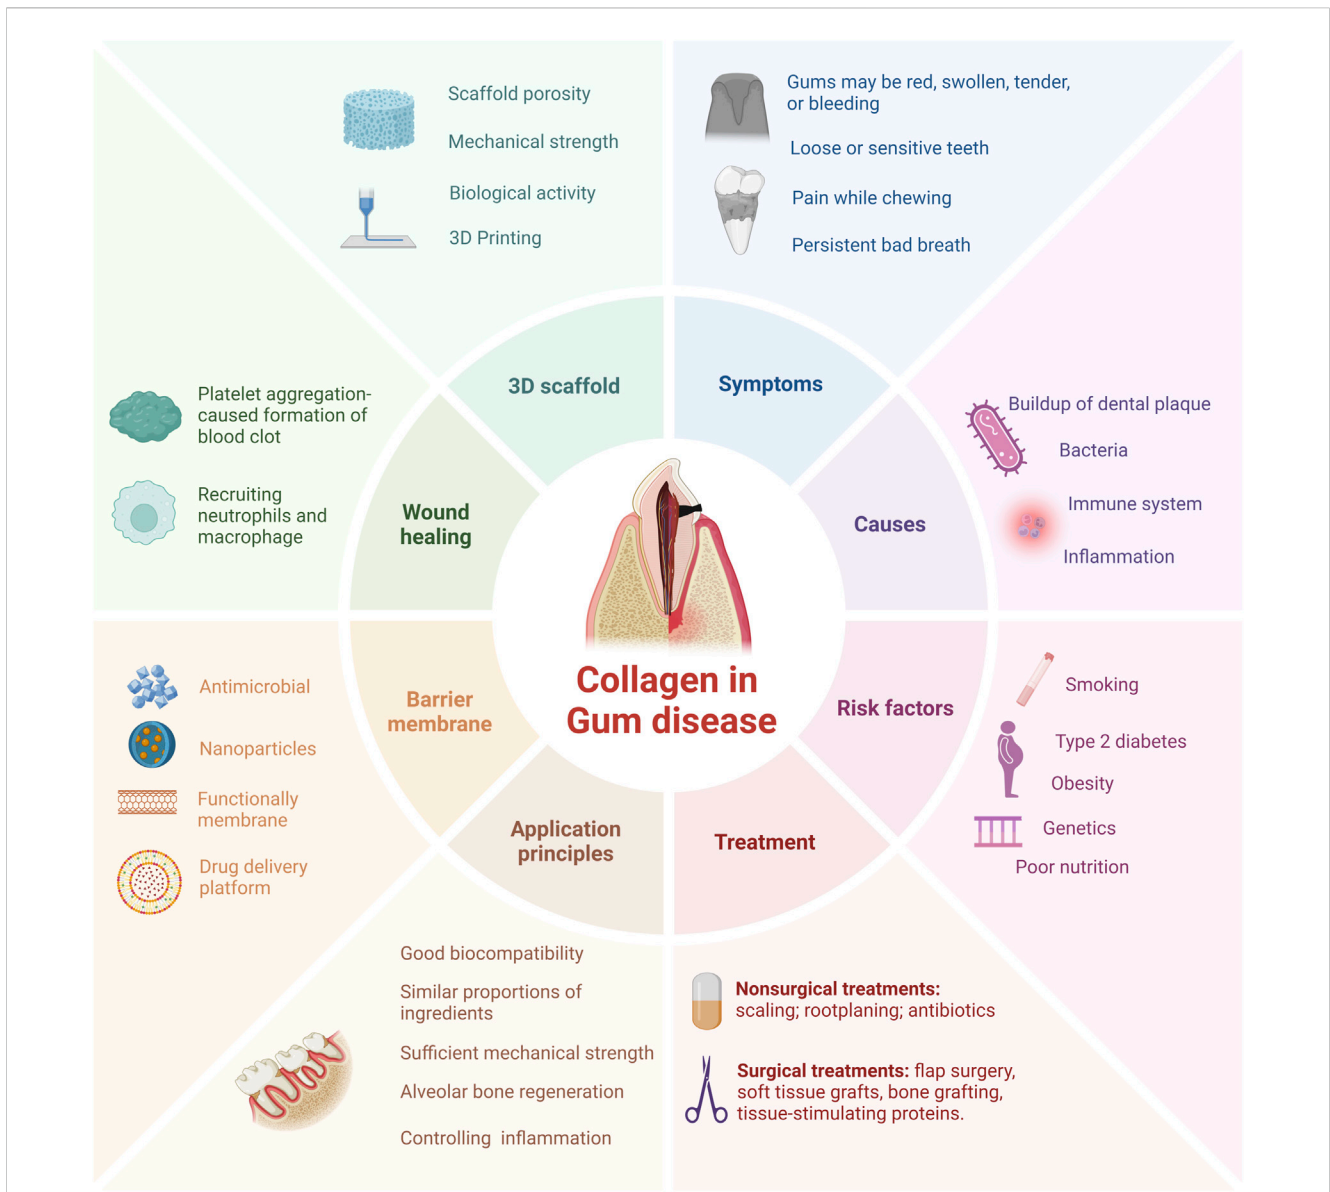 Scaffold porosity
Mechanical strength
Biological activity
3D Printing
Gums may be red, swollen, tender,
or bleeding
Loose or sensitive teeth
Pain while chewing
Persistent bad breath
3D scaffold
Symptoms
Platelet aggregation-
caused formation of
blood clot
Recruiting
neutrophils and
macrophage
Wound
healing
Causes
Buildup of dental plaque
Bacteria
Immune system
Inflammation
Collagen in
Gum disease
Antimicrobial
Nanoparticles
Functionally
membrane
Drug delivery
platform
Barrier
membrane
Risk factors
Smoking
Type 2 diabetes
Obesity
Genetics
Poor nutrition
Application
principles
Treatment
Good biocompatibility
Similar proportions of
ingredients
Sufficient mechanical strength
Alveolar bone regeneration
Controlling inflammation
Nonsurgical treatments:
scaling; rootplaning; antibiotics
Surgical treatments: flap surgery,
soft tissue grafts, bone grafting,
tissue-stimulating proteins.